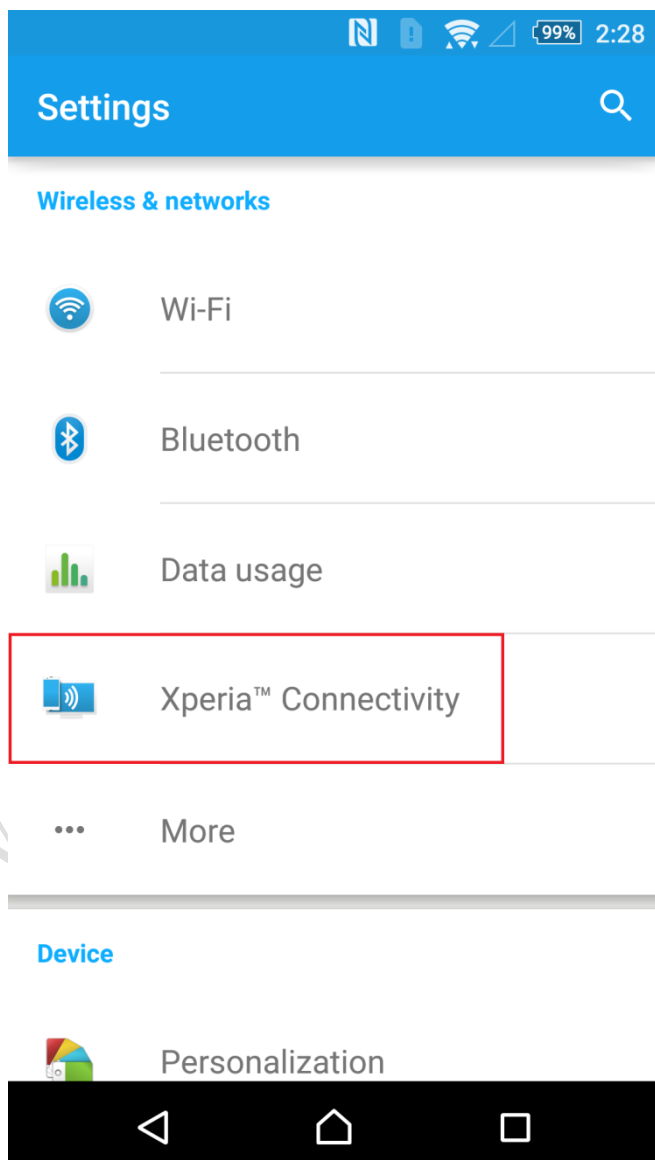 99% 2:28
Settings
Wireless & networks
Wi-Fi
Bluetooth
Data usage
Xperia™ Connectivity
More
Device
Personalization